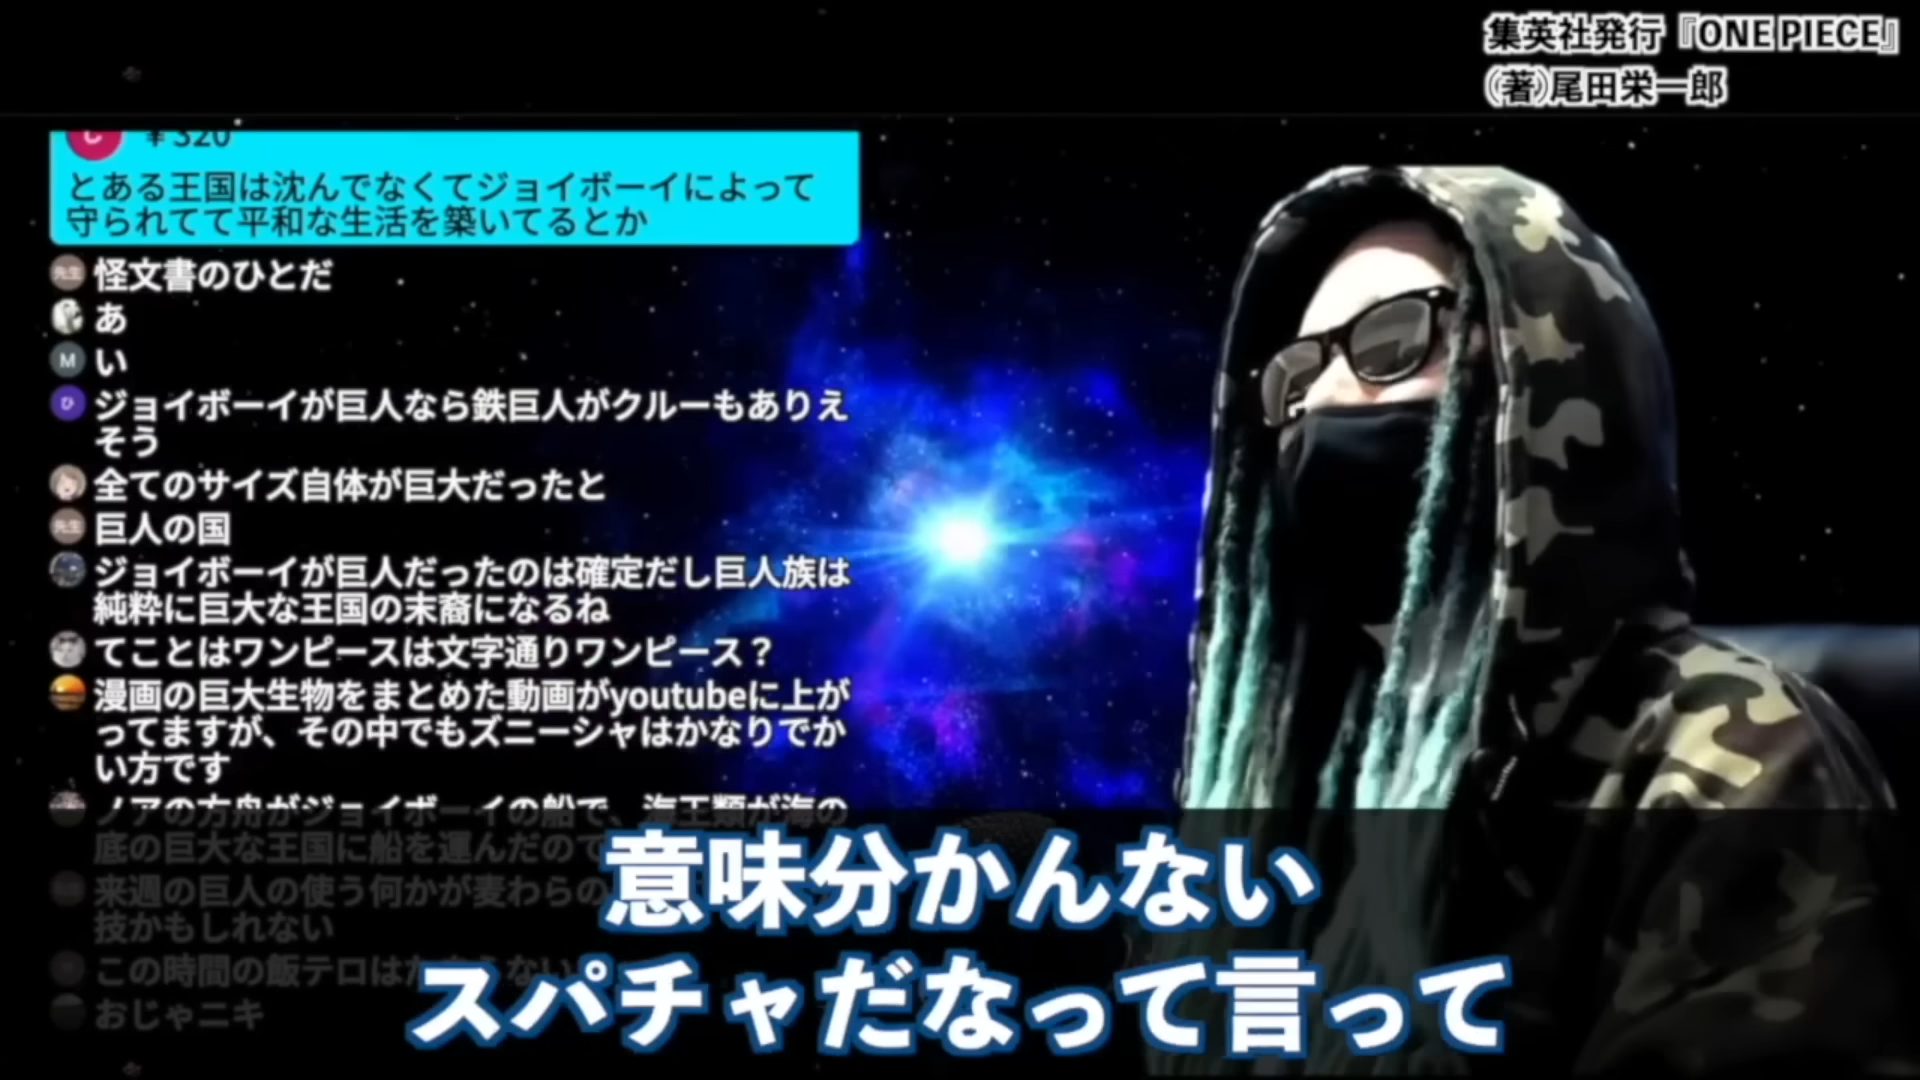 集英社発行『ONE PIECE』
(著)尾田栄一郎
¥320
とある王国は沈んでなくてジョイボーイによって
守られてて平和な生活を築いてるとか
怪文書のひとだ
あ
M い
ひ ジョイボーイが巨人なら鉄巨人がクルーもありえ
そう
全てのサイズ自体が巨大だったと
巨人の国
ジョイボーイが巨人だったのは確定だし巨人族は
純粋に巨大な王国の末裔になるね
てことはワンピースは文字通りワンピース？
漫画の巨大生物をまとめた動画がyoutubeに上が
ってますが、その中でもズニーシャはかなりでか
い方です
ノアの方舟がジョイボーイの船で、海王類が海の
底の巨大な王国に船を運んだので
来週の巨人の使う何かが麦わらの
技かもしれない
この時間の飯テロは
おじゃニキ
意味分かんない
スパチャだなって言って